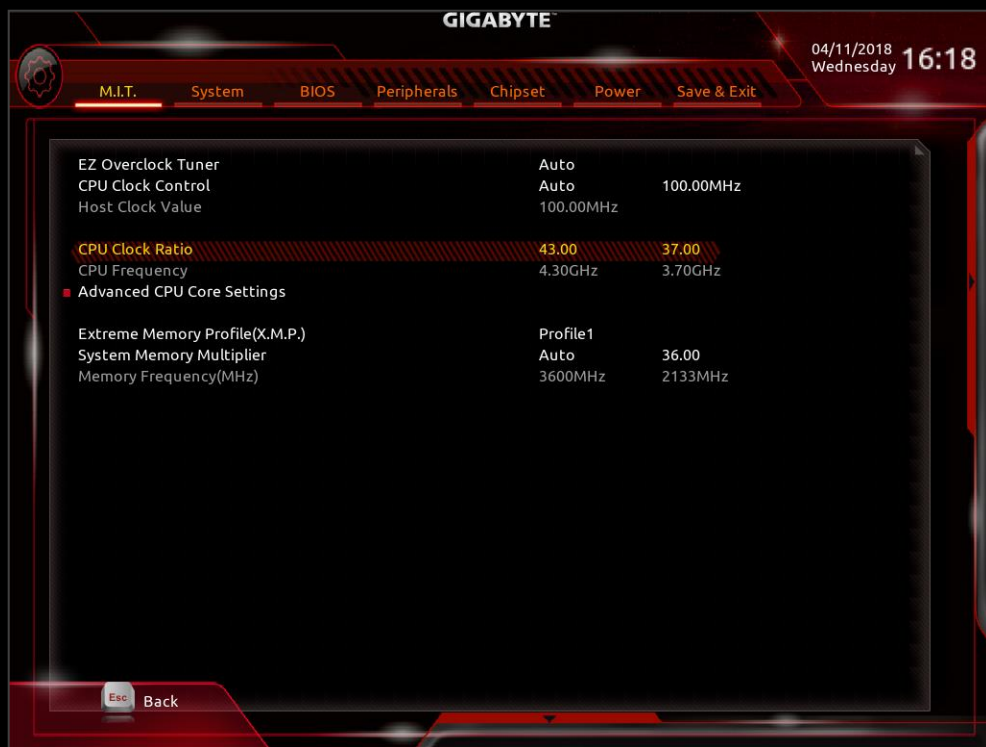 GIGABYTE™
04/11/2018 16:18
Wednesday
M.I.T. System BIOS Peripherals Chipset Power Save & Exit
EZ Overclock Tuner Auto
CPU Clock Control Auto 100.00MHz
Host Clock Value 100.00MHz
CPU Clock Ratio 43.00 37.00
CPU Frequency 4.30GHz 3.70GHz
Advanced CPU Core Settings
Extreme Memory Profile(X.M.P.) Profile1
System Memory Multiplier Auto 36.00
Memory Frequency(MHz) 3600MHz 2133MHz
Esc Back